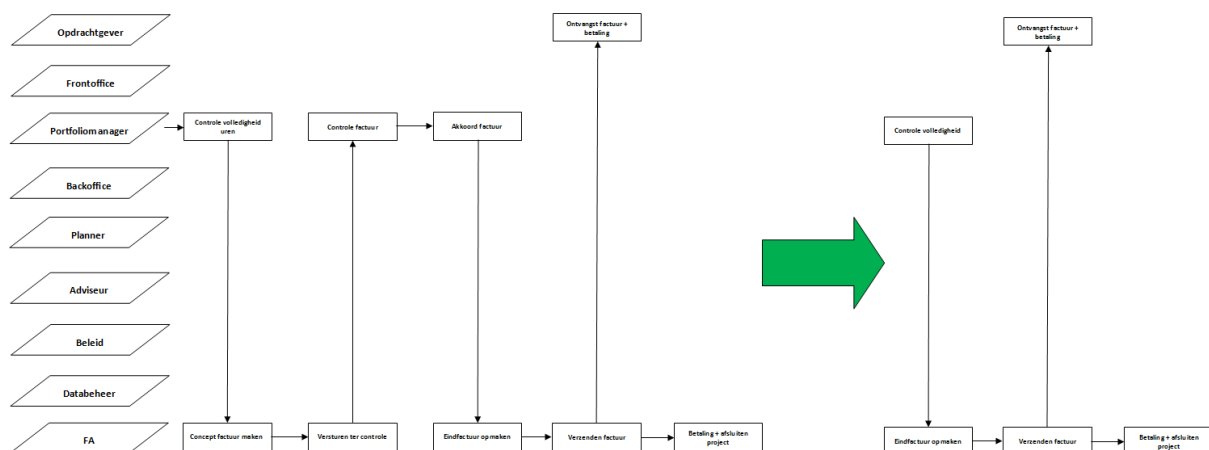 Opdrachtgever
Ontvangst factuur +
betaling
Ontvangst factuur +
betaling
Frontoffice
Portfoliomanager
Controle volledigheid
uren
Controle factuur
Akkoord factuur
Controle volledigheid
Backoffice
Planner
Adviseur
Beleid
Databeheer
FA
Concept factuur maken
Versturen ter controle
Eindfactuur opmaken
Verzenden factuur
Betaling + afsluiten
project
Eindfactuur opmaken
Verzenden factuur
Betaling + afsluiten
project